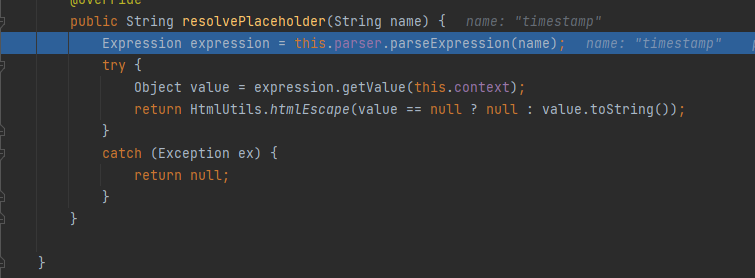 @Override
public String resolvePlaceholder(String name) {   name: "timestamp"
    Expression expression = this.parser.parseExpression(name);   name: "timestamp"
    try {
        Object value = expression.getValue(this.context);
        return HtmlUtils.htmlEscape(value == null ? null : value.toString());
    }
    catch (Exception ex) {
        return null;
    }
}
}